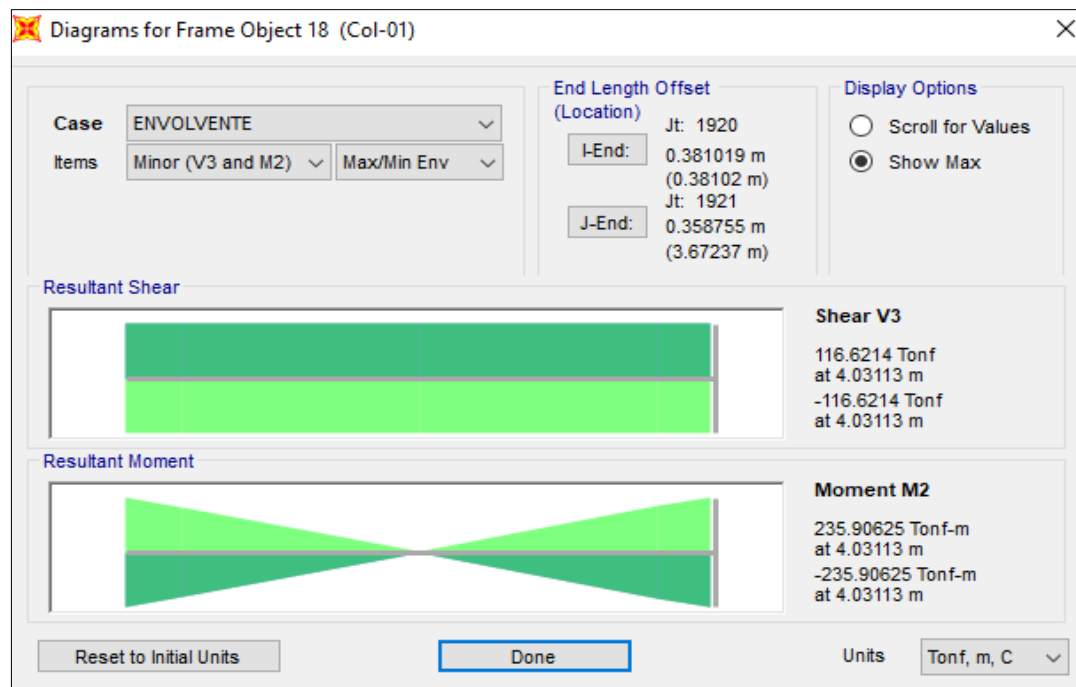 Diagrams for Frame Object 18 (Col-01)
Case ENVOLVENTE
Items Minor (V3 and M2) Max/Min Env
End Length Offset
(Location)
Jt: 1920
I-End: 0.381019 m
(0.38102 m)
Jt: 1921
J-End: 0.358755 m
(3.67237 m)
Display Options
Scroll for Values
Show Max
Resultant Shear
Shear V3
116.6214 Tonf
at 4.03113 m
-116.6214 Tonf
at 4.03113 m
Resultant Moment
Moment M2
235.90625 Tonf-m
at 4.03113 m
-235.90625 Tonf-m
at 4.03113 m
Reset to Initial Units
Done
Units Tonf, m, C